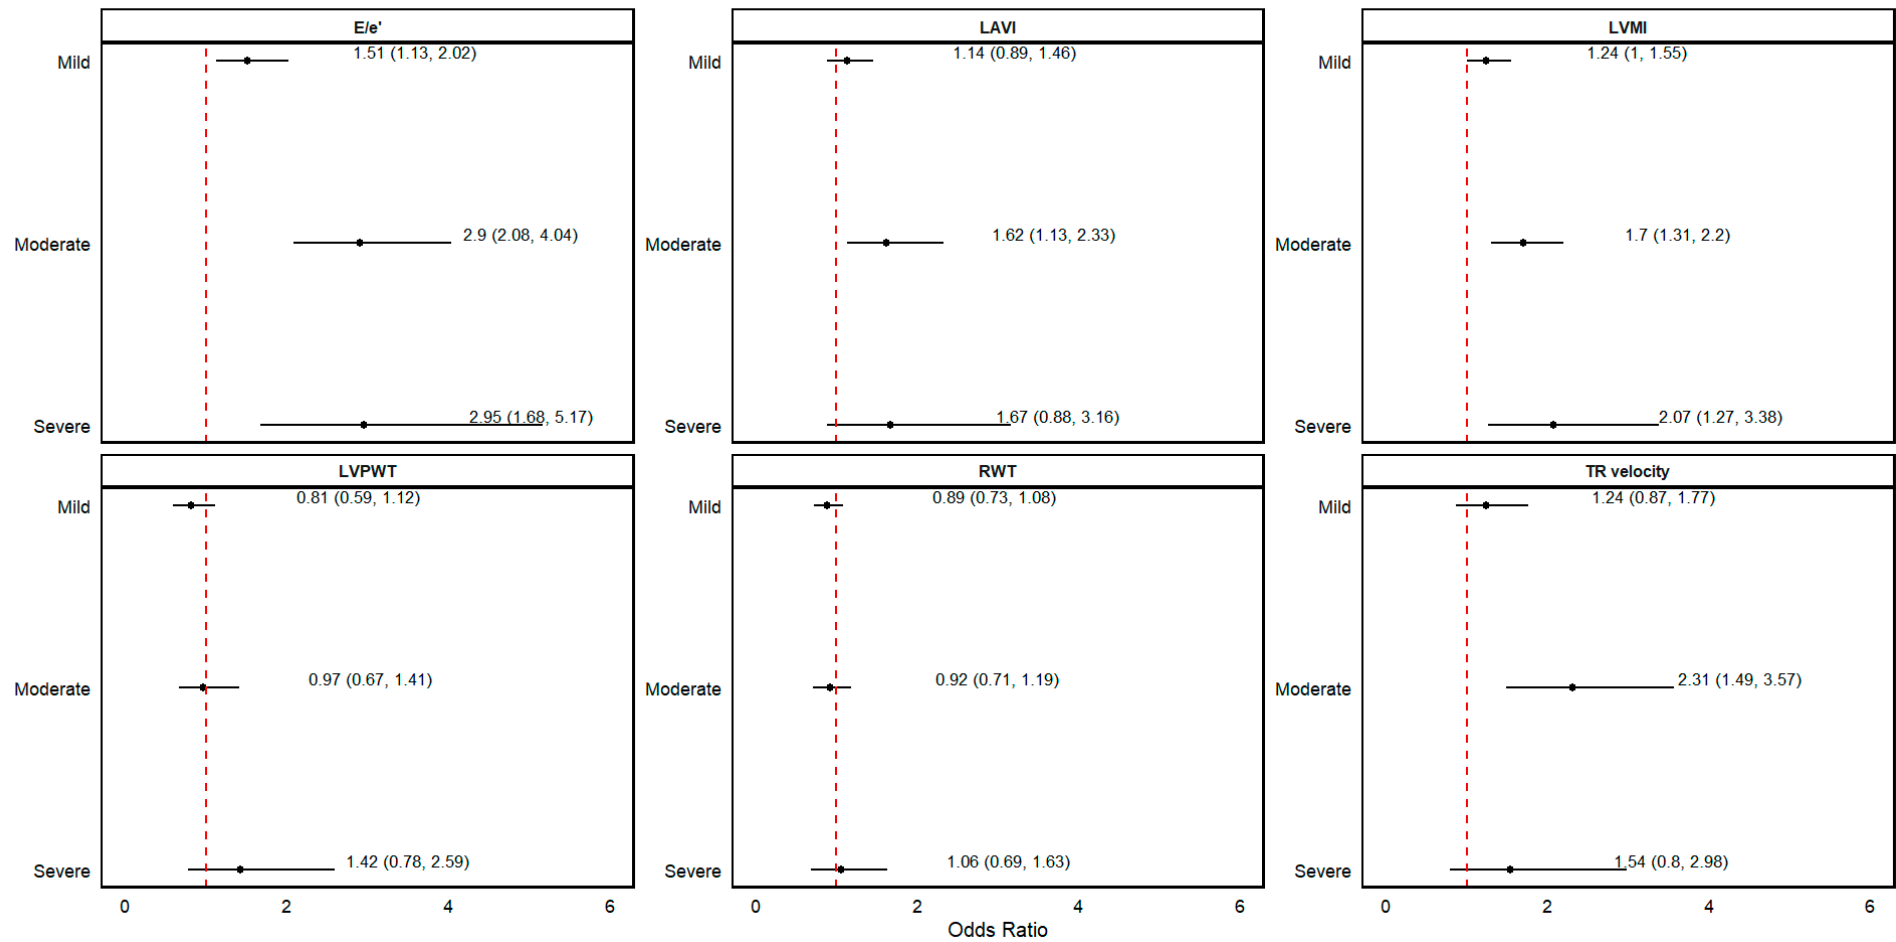 E/e'
LAVI
LVMI
Mild
1.51 (1.13, 2.02)
Mild
1.14 (0.89, 1.46)
Mild
1.24 (1, 1.55)
Moderate
2.9 (2.08, 4.04)
Moderate
1.62 (1.13, 2.33)
Moderate
1.7 (1.31, 2.2)
Severe
2.95 (1.68, 5.17)
Severe
1.67 (0.88, 3.16)
Severe
2.07 (1.27, 3.38)
LVPWT
RWT
TR velocity
Mild
0.81 (0.59, 1.12)
Mild
0.89 (0.73, 1.08)
Mild
1.24 (0.87, 1.77)
Moderate
0.97 (0.67, 1.41)
Moderate
0.92 (0.71, 1.19)
Moderate
2.31 (1.49, 3.57)
Severe
1.42 (0.78, 2.59)
Severe
1.06 (0.69, 1.63)
Severe
1.54 (0.8, 2.98)
0 2 4 6
0 2 4 6
0 2 4 6
Odds Ratio